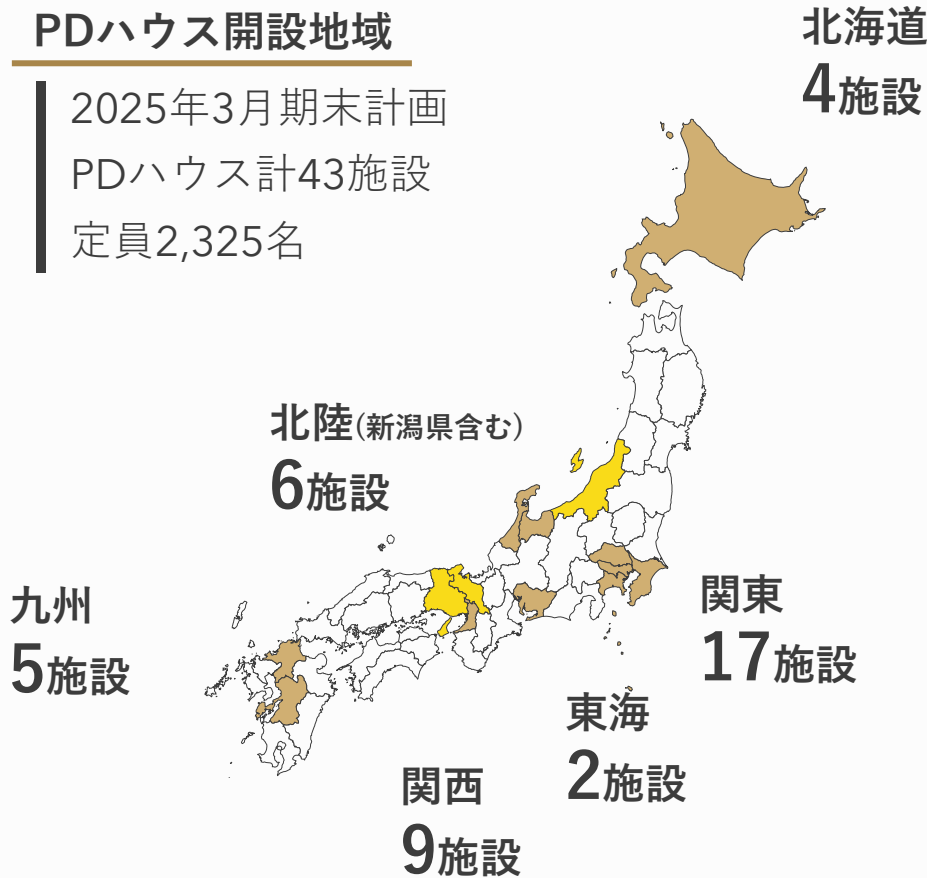 PDハウス開設地域
2025年3月期末計画
PDハウス計43施設
定員2,325名
北海道
4施設
北陸(新潟県含む)
6施設
九州
5施設
関東
17施設
東海
2施設
関西
9施設